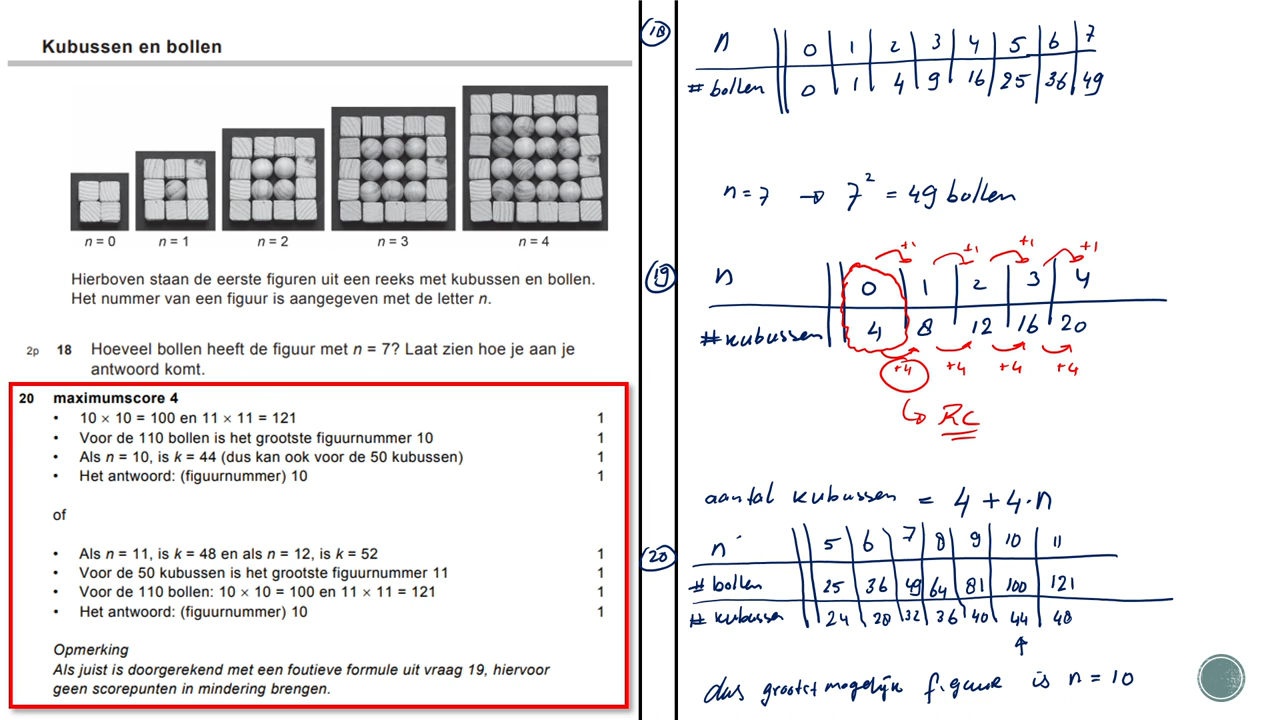 Kubussen en bollen
n = 0 n = 1 n = 2 n = 3 n = 4
Hierboven staan de eerste figuren uit een reeks met kubussen en bollen.
Het nummer van een figuur is aangegeven met de letter n.
2p 18 Hoeveel bollen heeft de figuur met n = 7? Laat zien hoe je aan je
antwoord komt.
20 maximumscore 4
• 10 × 10 = 100 en 11 × 11 = 121 1
• Voor de 110 bollen is het grootste figuurnummer 10 1
• Als n = 10, is k = 44 (dus kan ook voor de 50 kubussen) 1
• Het antwoord: (figuurnummer) 10 1
of
• Als n = 11, is k = 48 en als n = 12, is k = 52 1
• Voor de 50 kubussen is het grootste figuurnummer 11 1
• Voor de 110 bollen: 10 × 10 = 100 en 11 × 11 = 121 1
• Het antwoord: (figuurnummer) 10 1
Opmerking
Als juist is doorgerekend met een foutieve formule uit vraag 19, hiervoor
geen scorepunten in mindering brengen.
18
n 0 1 2 3 4 5 6 7
# bollen 0 1 4 9 16 25 36 49
n = 7 → 7² = 49 bollen
19
+1 +1 +1 +1
n 0 1 2 3 4
# kubussen 4 8 12 16 20
+4 +4 +4 +4
↳ RC
aantal kubussen = 4 + 4·n
20
n 5 6 7 8 9 10 11
# bollen 25 36 49 64 81 100 121
# kubussen 24 28 32 36 40 44 48
↑
dus grootst mogelijk figuur is n = 10